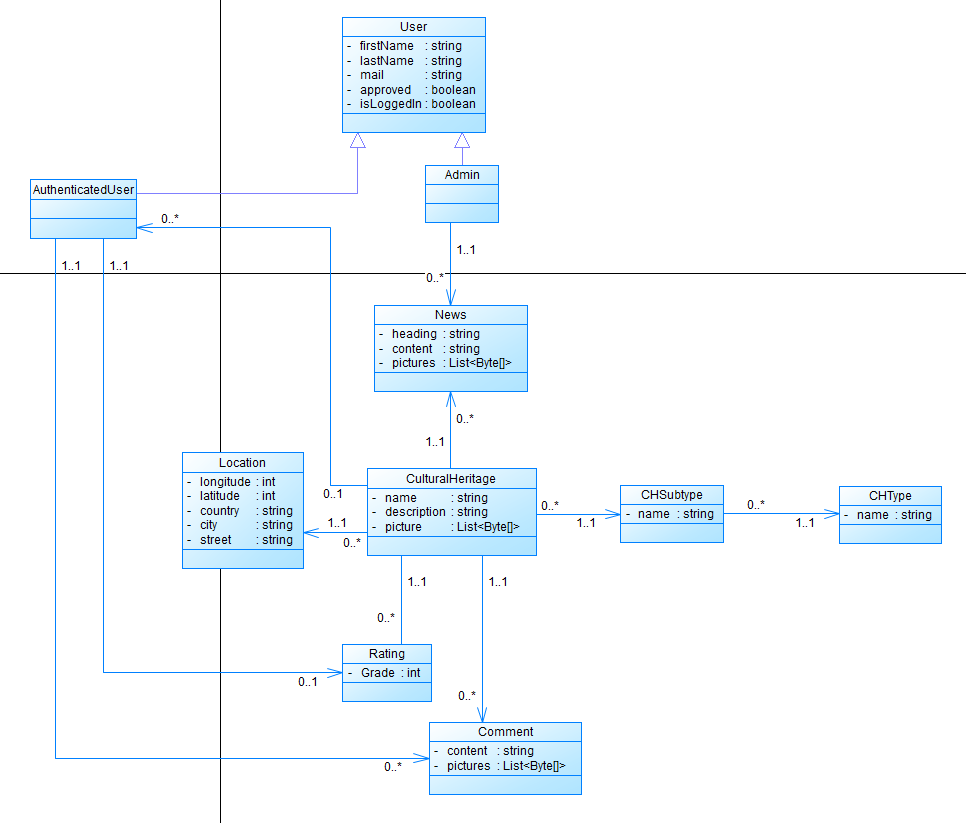 User
- firstName : string
- lastName : string
- mail : string
- approved : boolean
- isLoggedIn : boolean
AuthenticatedUser
Admin
0..*
1..1
1..1
1..1
0..*
News
- heading : string
- content : string
- pictures : List<Byte[]>
0..*
1..1
Location
- longitude : int
- latitude : int
- country : string
- city : string
- street : string
0..1
1..1
0..*
CulturalHeritage
- name : string
- description : string
- picture : List<Byte[]>
0..*
1..1
CHSubtype
- name : string
0..*
1..1
CHType
- name : string
1..1
1..1
0..*
Rating
- Grade : int
0..1
0..*
Comment
- content : string
- pictures : List<Byte[]>
0..*